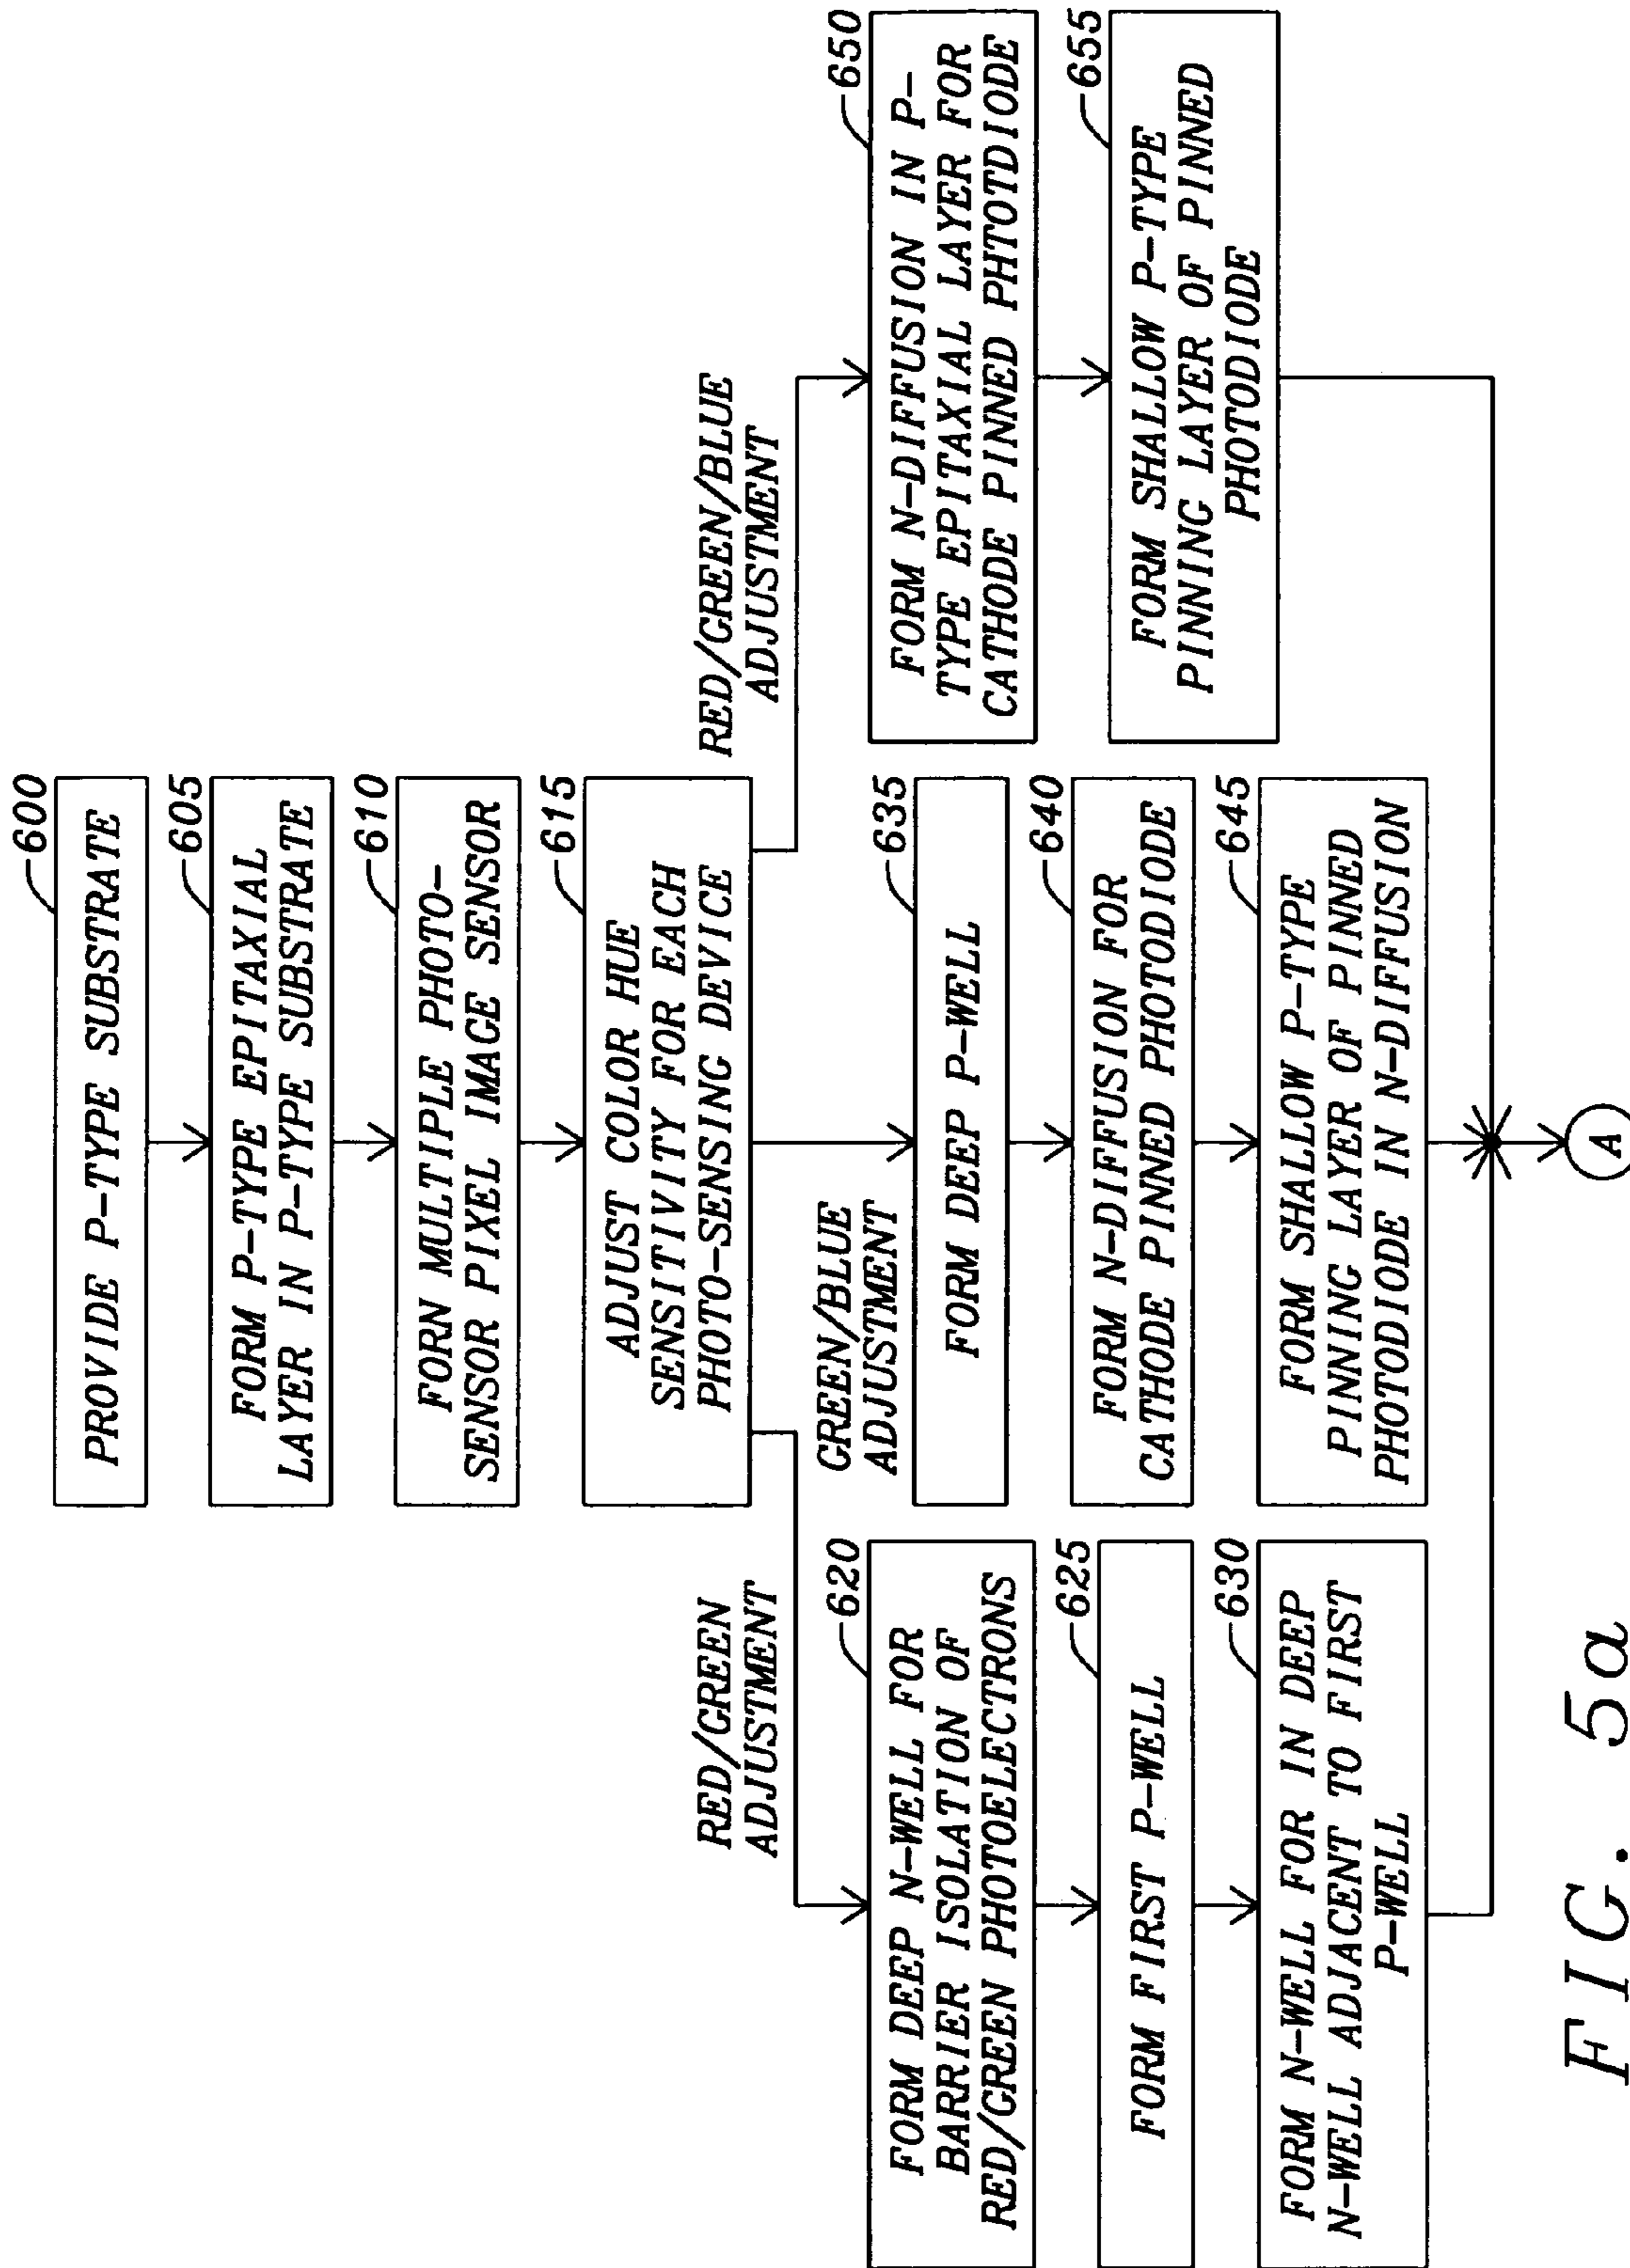 600
PROVIDE P-TYPE SUBSTRATE
605
FORM P-TYPE EPITAXIAL
LAYER IN P-TYPE SUBSTRATE
610
FORN MULTIPLE PHOTO-
SENSOR PIXEL IMAGE SENSOR
615
ADJUST COLOR HUE
SENSITIVITY FOR EACH
PHOTO-SENSING DEVICE
RED/GREEN
ADJUSTMENT
620
FORM DEEP N-WELL FOR
BARRIER ISOLATION OF
RED/GREEN PHOTOELECTRONS
625
FORM FIRST P-WELL
630
FORM N-WELL FOR IN DEEP
N-WELL ADJACENT TO FIRST
P-WELL
GREEN/BLUE
ADJUSTMENT
635
FORM DEEP P-WELL
640
FORM N-DIFFUSION FOR
CATHODE PINNED PHOTODIODE
645
FORM SHALLOW P-TYPE
PINNING LAYER OF PINNED
PHOTODIODE IN N-DIFFUSION
RED/GREEN/BLUE
ADJUSTMENT
650
FORM N-DIFFUSION IN P-
TYPE EPITAXIAL LAYER FOR
CATHODE PINNED PHTOTDIODE
655
FORM SHALLOW P-TYPE
PINNING LAYER OF PINNED
PHOTODIODE
A
FIG. 5a